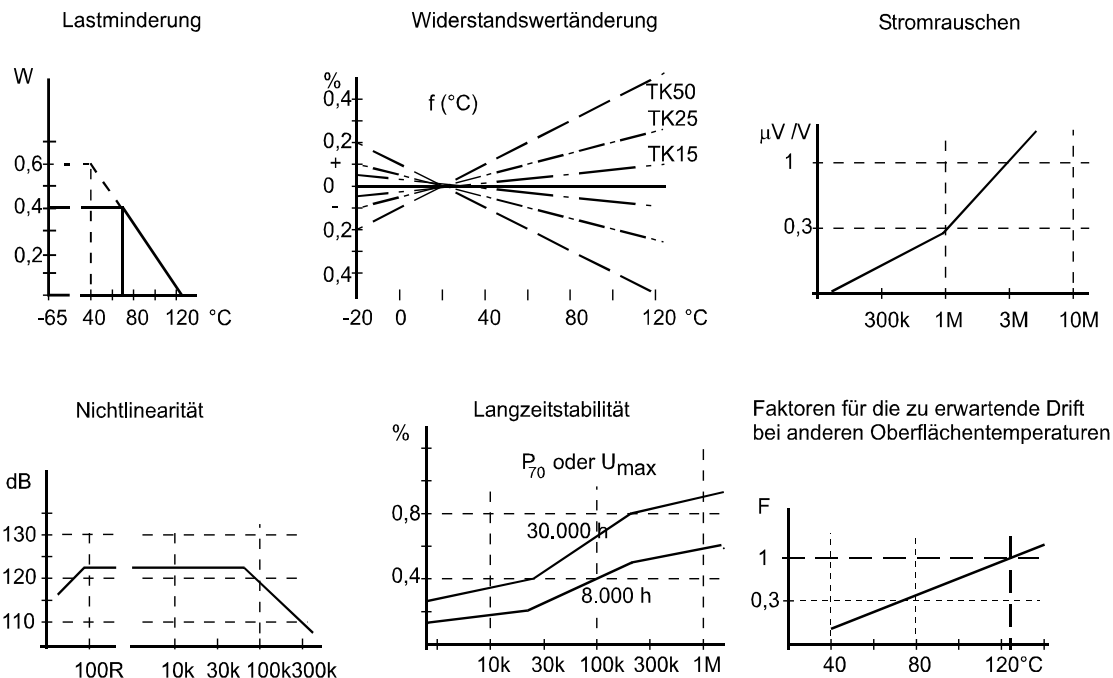 Lastminderung
W
0,6
0,4
0,2
-65 40 80 120 °C
Widerstandswertänderung
%
f (°C)
0,4
0,2
+
0
-
0,2
0,4
TK50
TK25
TK15
-20 0 40 80 120 °C
Stromrauschen
µV /V
1
0,3
300k 1M 3M 10M
Nichtlinearität
dB
130
120
110
100R 10k 30k 100k 300k
Langzeitstabilität
%
P70 oder Umax
0,8
0,4
30.000 h
8.000 h
10k 30k 100k 300k 1M
Faktoren für die zu erwartende Drift
bei anderen Oberflächentemperaturen
F
1
0,3
40 80 120°C